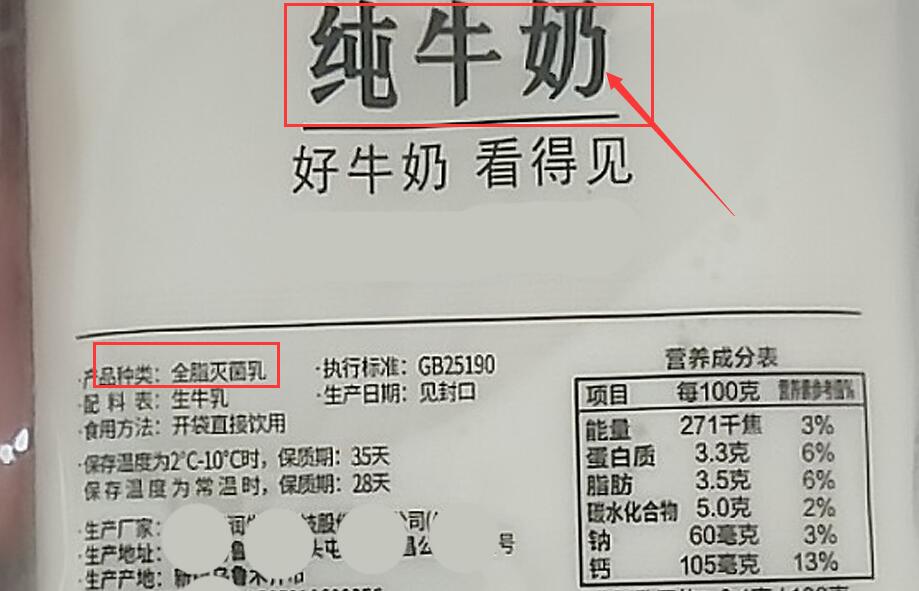 纯牛奶
好牛奶 看得见
·产品种类：全脂灭菌乳
·配料表：生牛乳
·食用方法：开袋直接饮用
·保存温度为2℃-10℃时，保质期：35天
保存温度为常温时，保质期：28天
·生产厂家：
·生产地址：
号
·生产产地：
·执行标准：GB25190
·生产日期：见封口
营养成分表
项目 每100克 营养素参考值%
能量 271千焦 3%
蛋白质 3.3克 6%
脂肪 3.5克 6%
碳水化合物 5.0克 2%
钠 60毫克 3%
钙 105毫克 13%